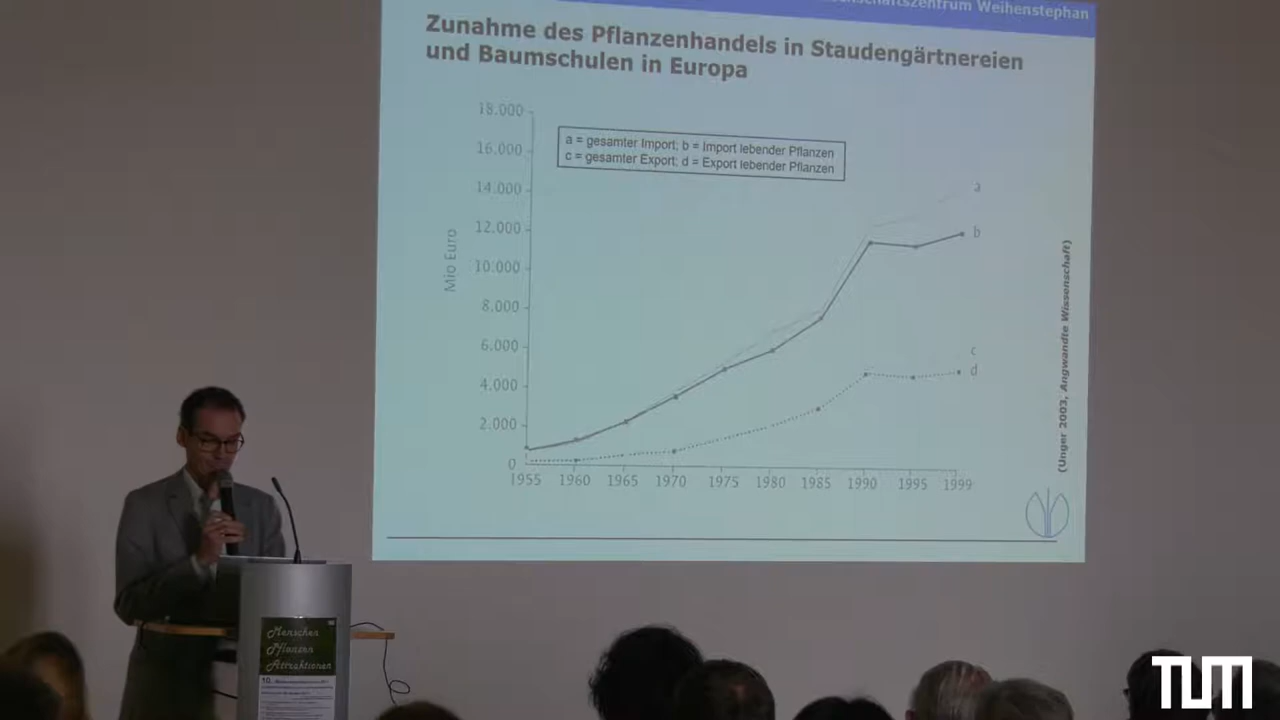 Weihenstephan
Zunahme des Pflanzenhandels in Staudengärtnereien
und Baumschulen in Europa
18.000
16.000
14.000
12.000
10.000
8.000
6.000
4.000
2.000
0
Mio Euro
a = gesamter Import; b = Import lebender Pflanzen
c = gesamter Export; d = Export lebender Pflanzen
a
b
c
d
1955 1960 1965 1970 1975 1980 1985 1990 1995 1999
(Unger 2003, Angwandte Wissenschaft)
Menschen
Pflanzen
Attraktionen
10.
TUM